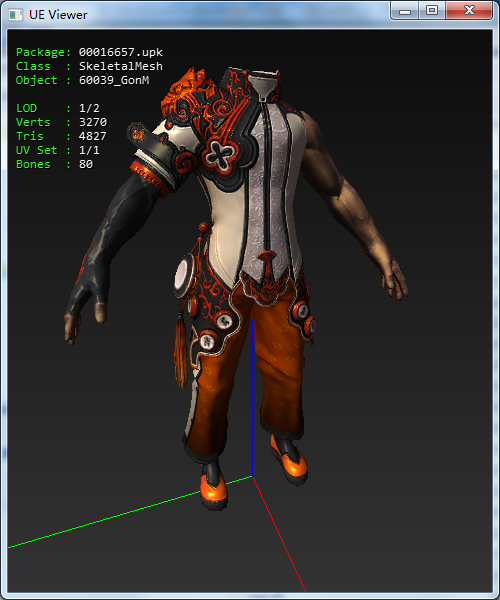 UE Viewer
Package: 00016657.upk
Class : SkeletalMesh
Object : 60039_GonM
LOD : 1/2
Verts : 3270
Tris : 4827
UV Set : 1/1
Bones : 80